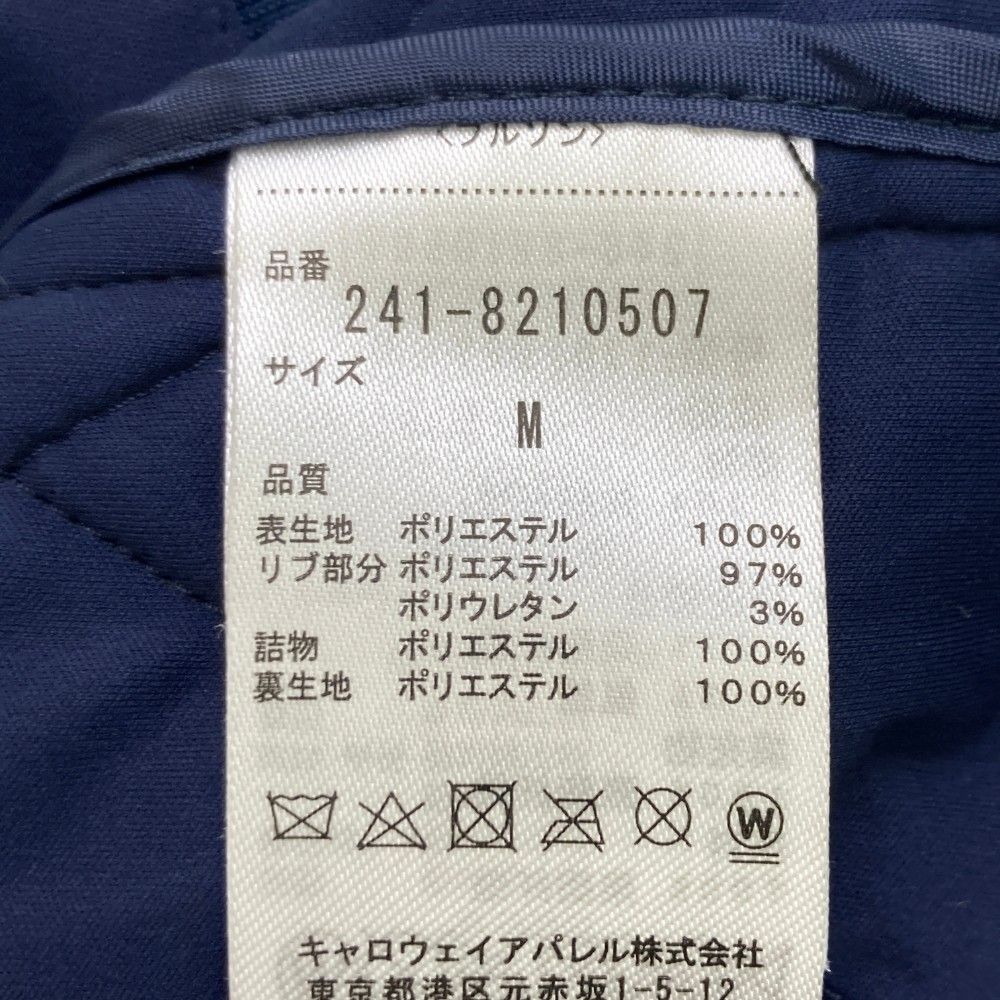 〈ブルゾン〉
品番
241-8210507
サイズ
M
品質
表生地 ポリエステル 100%
リブ部分 ポリエステル 97%
ポリウレタン 3%
詰物 ポリエステル 100%
裏生地 ポリエステル 100%
W
キャロウェイアパレル株式会社
東京都港区元赤坂1-5-12